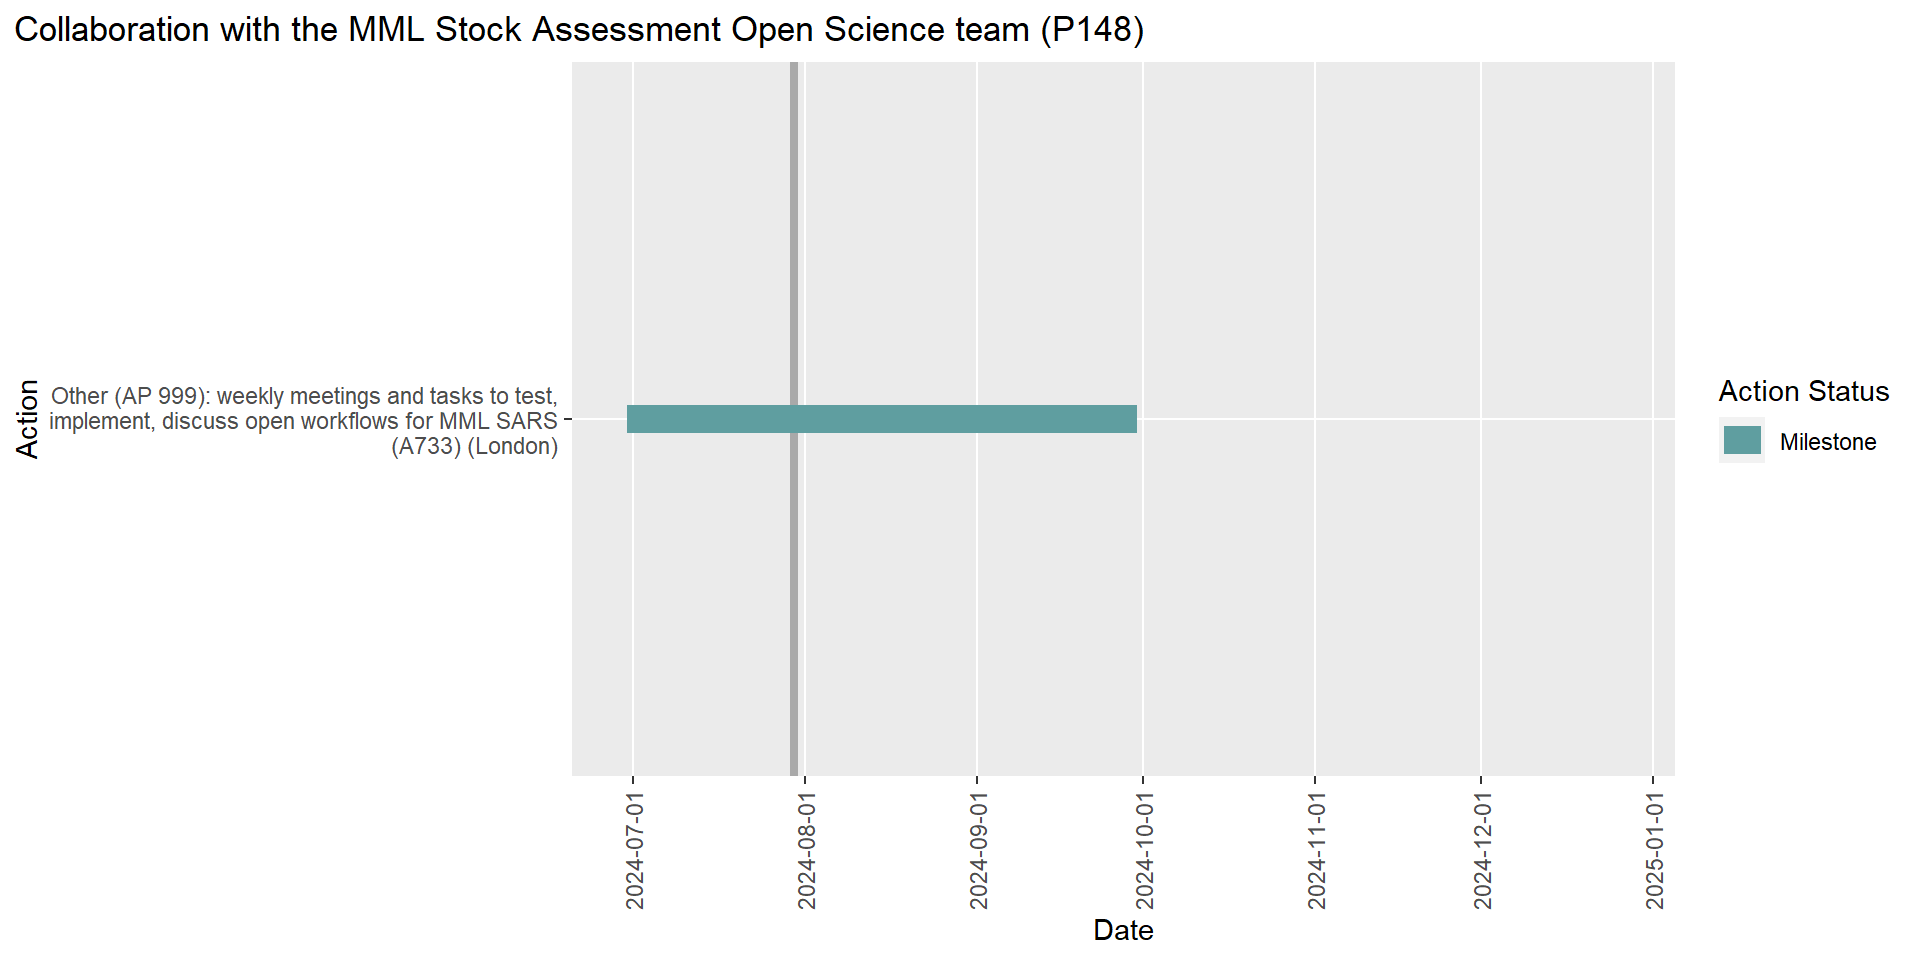 Collaboration with the MML Stock Assessment Open Science team (P148)
Action
Other (AP 999): weekly meetings and tasks to test,
implement, discuss open workflows for MML SARS
(A733) (London)
2024-07-01
2024-08-01
2024-09-01
2024-10-01
2024-11-01
2024-12-01
2025-01-01
Date
Action Status
Milestone